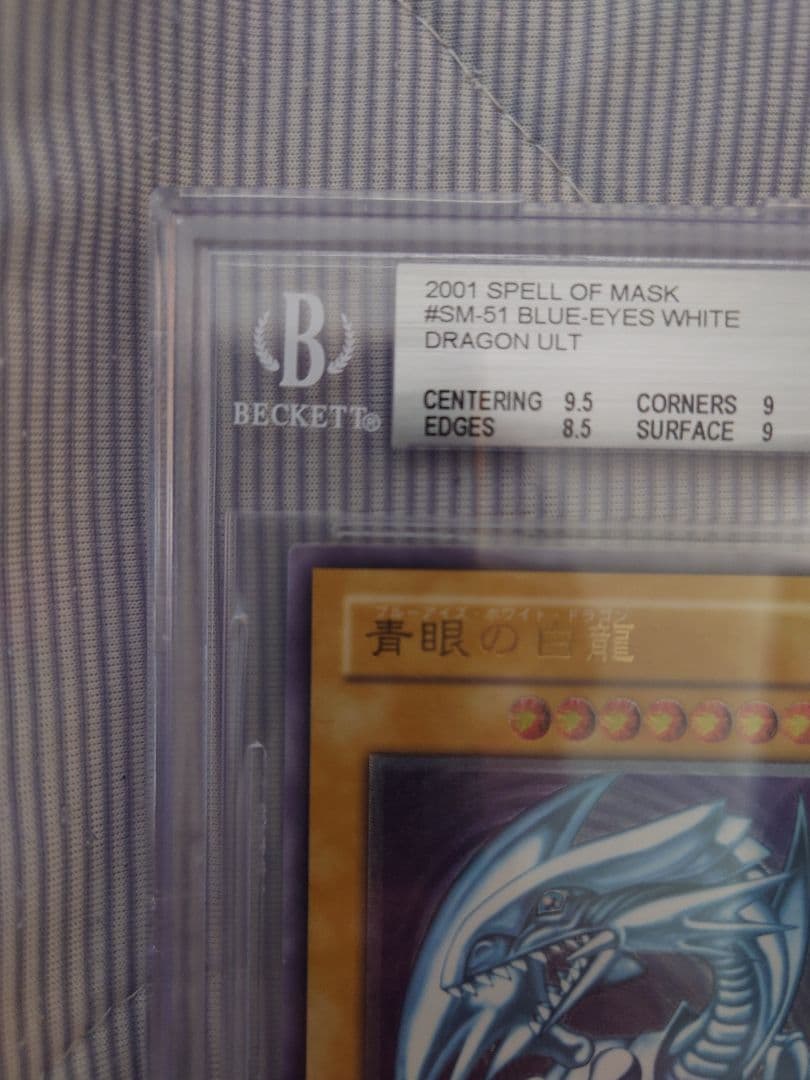 B
BECKETT®
2001 SPELL OF MASK
#SM-51 BLUE-EYES WHITE
DRAGON ULT
CENTERING 9.5 CORNERS 9
EDGES 8.5 SURFACE 9
ブルーアイズ・ホワイト・ドラゴン
青眼の白龍